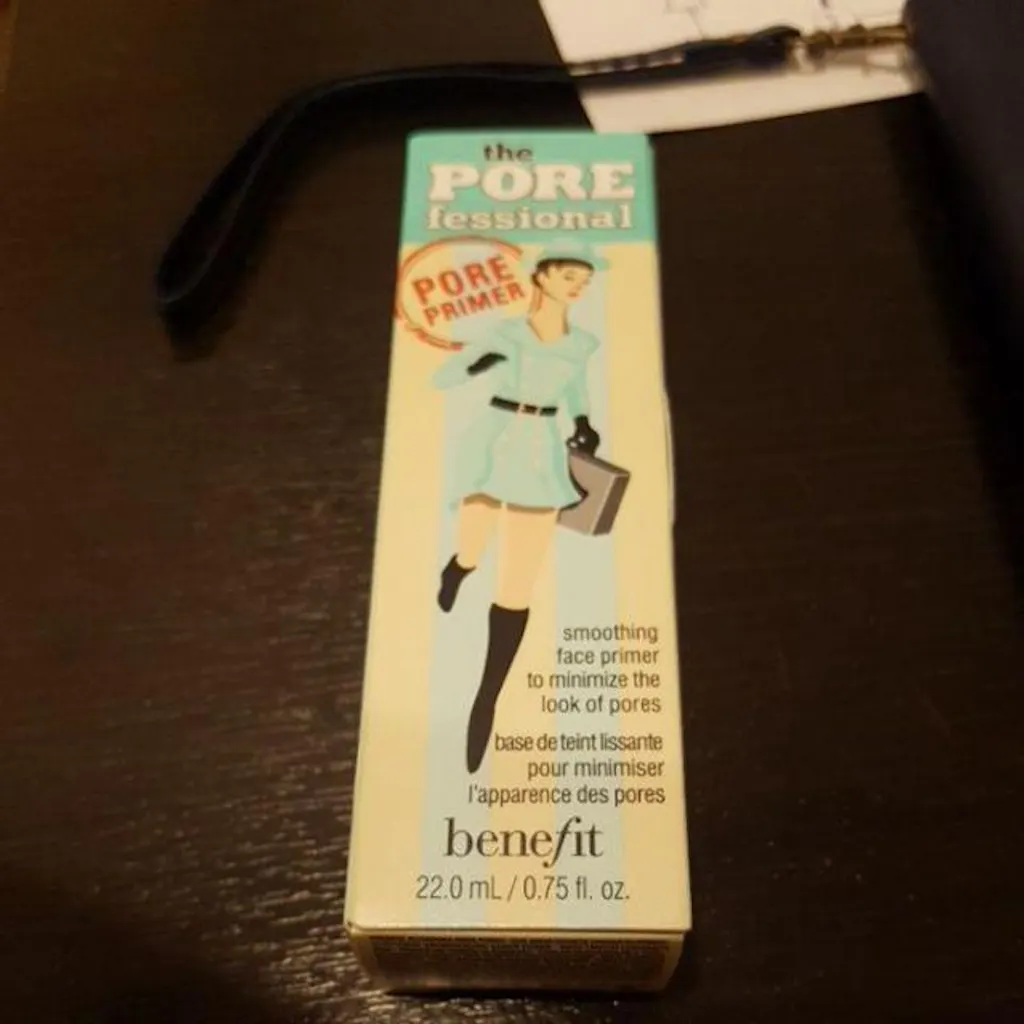 the
PORE
fessional
PORE
PRIMER
smoothing
face primer
to minimize the
look of pores
base de teint lissante
pour minimiser
l'apparence des pores
benefit
22.0 mL / 0.75 fl. oz.